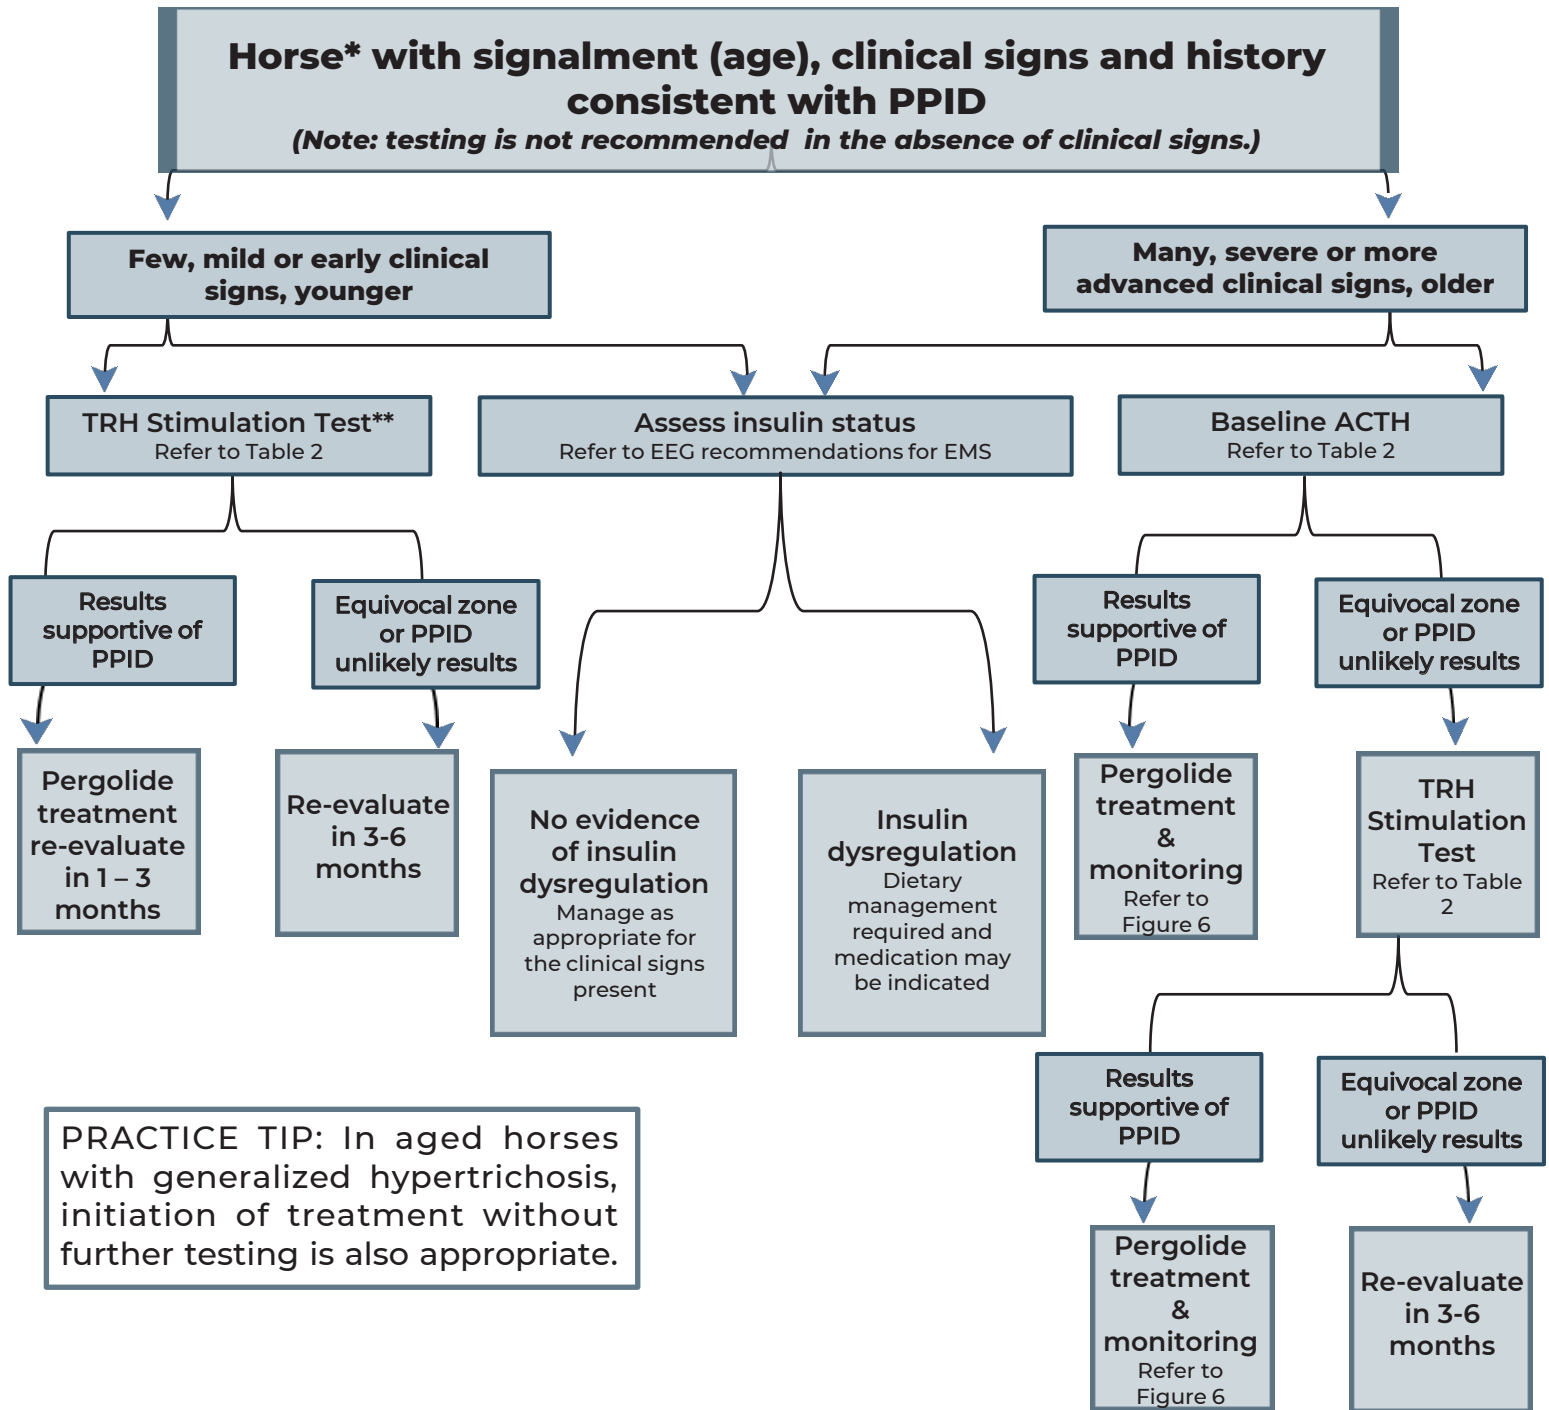 Horse* with signalment (age), clinical signs and history
consistent with PPID
(Note: testing is not recommended in the absence of clinical signs.)
Few, mild or early clinical
signs, younger
Many, severe or more
advanced clinical signs, older
TRH Stimulation Test**
Refer to Table 2
Assess insulin status
Refer to EEG recommendations for EMS
Baseline ACTH
Refer to Table 2
Results
supportive of
PPID
Equivocal zone
or PPID
unlikely results
Results
supportive of
PPID
Equivocal zone
or PPID
unlikely results
Pergolide
treatment
re-evaluate
in 1 – 3
months
Re-evaluate
in 3-6
months
No evidence
of insulin
dysregulation
Manage as
appropriate for
the clinical signs
present
Insulin
dysregulation
Dietary
management
required and
medication may
be indicated
Pergolide
treatment
&
monitoring
Refer to
Figure 6
TRH
Stimulation
Test
Refer to Table
2
Results
supportive of
PPID
Equivocal zone
or PPID
unlikely results
Pergolide
treatment
&
monitoring
Refer to
Figure 6
Re-evaluate
in 3-6
months
PRACTICE TIP: In aged horses
with generalized hypertrichosis,
initiation of treatment without
further testing is also appropriate.